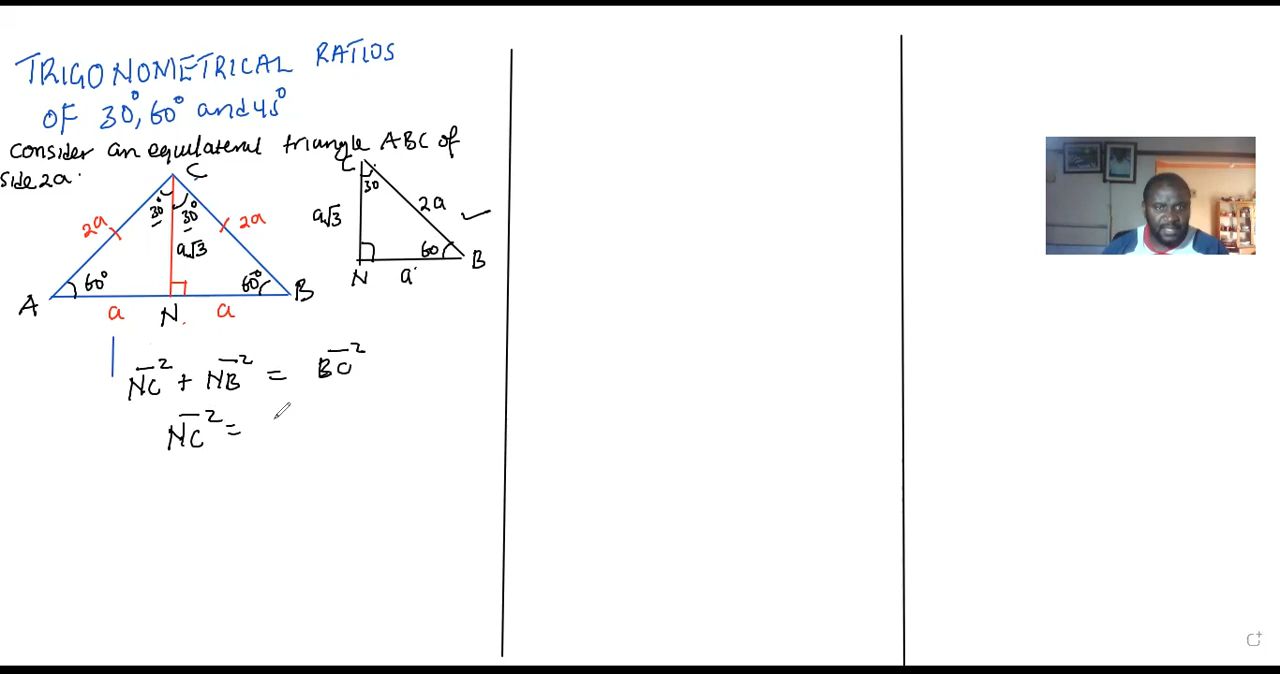 TRIGONOMETRICAL RATIOS
OF 30°, 60° and 45°
Consider an equilateral triangle ABC of
side 2a.
C
30° 30°
2a 2a
a√3
60° 60°
A B
a N. a
C
30
a√3 2a
60
N a B
NC² + NB² = BC²
NC² =